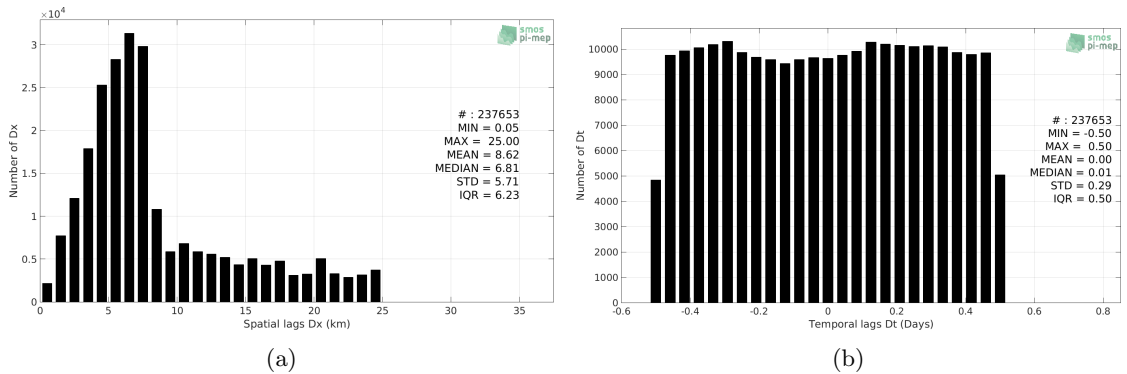 ×10⁴
3
2.5
2
1.5
1
0.5
0
Number of Dx
0 5 10 15 20 25 30 35
Spatial lags Dx (km)
smos
pi-mep
# : 237653
MIN = 0.05
MAX = 25.00
MEAN = 8.62
MEDIAN = 6.81
STD = 5.71
IQR = 6.23
(a)
10000
9000
8000
7000
6000
5000
4000
3000
2000
1000
0
Number of Dt
-0.6 -0.4 -0.2 0 0.2 0.4 0.6 0.8
Temporal lags Dt (Days)
smos
pi-mep
# : 237653
MIN = -0.50
MAX = 0.50
MEAN = 0.00
MEDIAN = 0.01
STD = 0.29
IQR = 0.50
(b)